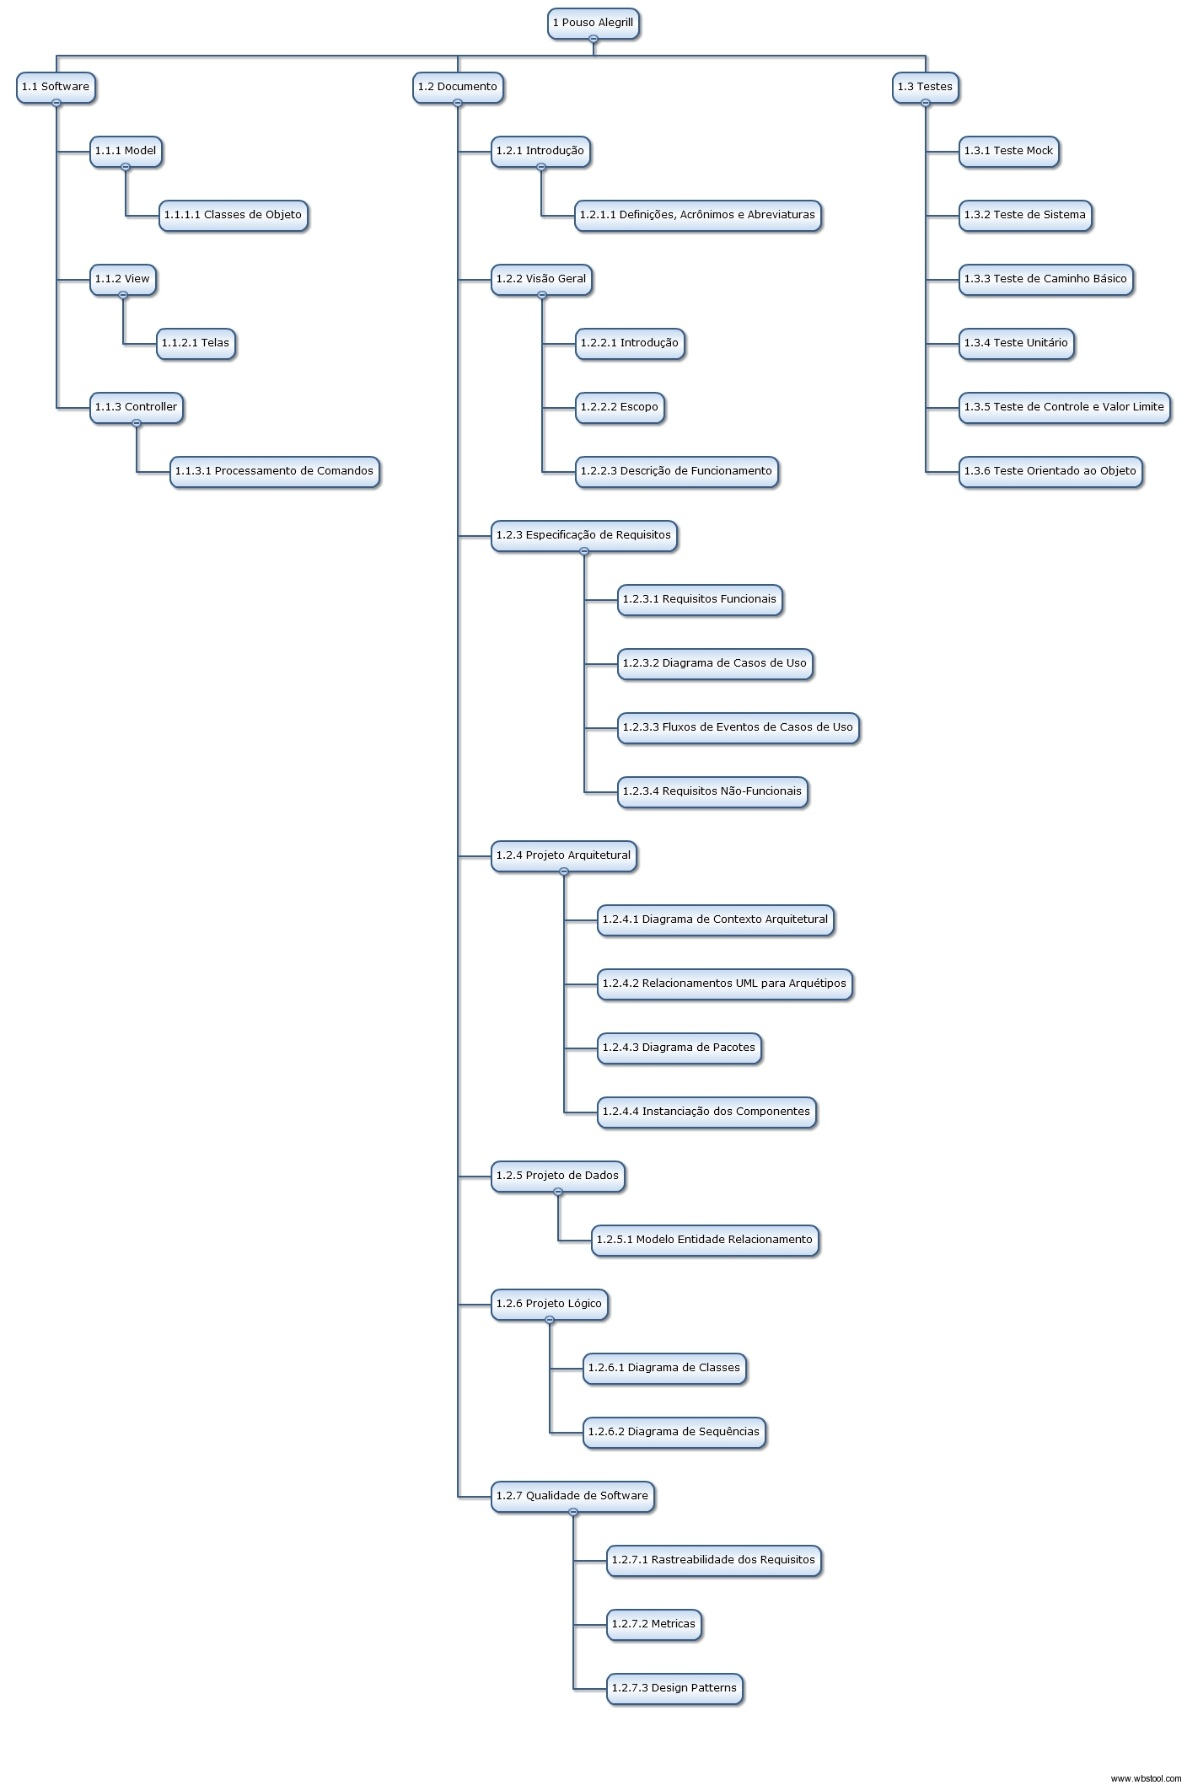 1 Pouso Alegrill
1.1 Software
1.1.1 Model
1.1.1.1 Classes de Objeto
1.1.2 View
1.1.2.1 Telas
1.1.3 Controller
1.1.3.1 Processamento de Comandos
1.2 Documento
1.2.1 Introdução
1.2.1.1 Definições, Acrônimos e Abreviaturas
1.2.2 Visão Geral
1.2.2.1 Introdução
1.2.2.2 Escopo
1.2.2.3 Descrição de Funcionamento
1.2.3 Especificação de Requisitos
1.2.3.1 Requisitos Funcionais
1.2.3.2 Diagrama de Casos de Uso
1.2.3.3 Fluxos de Eventos de Casos de Uso
1.2.3.4 Requisitos Não-Funcionais
1.2.4 Projeto Arquitetural
1.2.4.1 Diagrama de Contexto Arquitetural
1.2.4.2 Relacionamentos UML para Arquétipos
1.2.4.3 Diagrama de Pacotes
1.2.4.4 Instanciação dos Componentes
1.2.5 Projeto de Dados
1.2.5.1 Modelo Entidade Relacionamento
1.2.6 Projeto Lógico
1.2.6.1 Diagrama de Classes
1.2.6.2 Diagrama de Sequências
1.2.7 Qualidade de Software
1.2.7.1 Rastreabilidade dos Requisitos
1.2.7.2 Metricas
1.2.7.3 Design Patterns
1.3 Testes
1.3.1 Teste Mock
1.3.2 Teste de Sistema
1.3.3 Teste de Caminho Básico
1.3.4 Teste Unitário
1.3.5 Teste de Controle e Valor Limite
1.3.6 Teste Orientado ao Objeto
www.wbstool.com